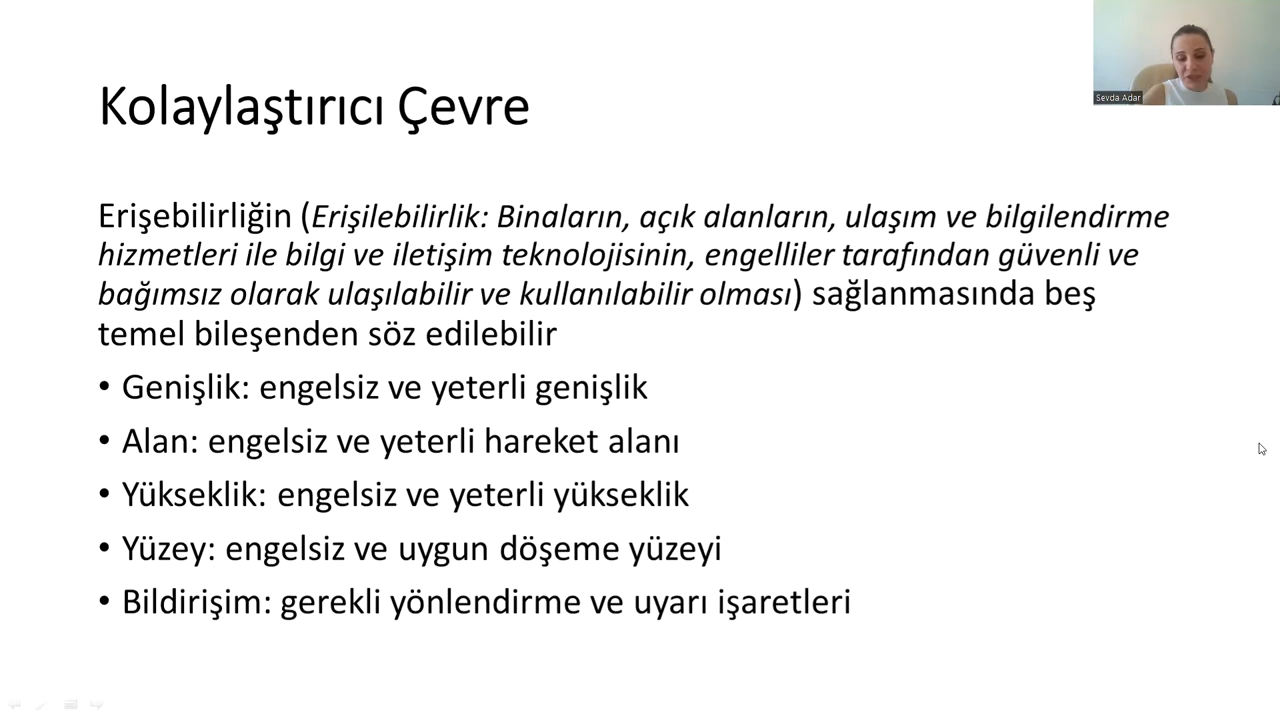 Kolaylaştırıcı Çevre
Sevda Adar
Erişebilirliğin (Erişilebilirlik: Binaların, açık alanların, ulaşım ve bilgilendirme
hizmetleri ile bilgi ve iletişim teknolojisinin, engelliler tarafından güvenli ve
bağımsız olarak ulaşılabilir ve kullanılabilir olması) sağlanmasında beş
temel bileşenden söz edilebilir
• Genişlik: engelsiz ve yeterli genişlik
• Alan: engelsiz ve yeterli hareket alanı
• Yükseklik: engelsiz ve yeterli yükseklik
• Yüzey: engelsiz ve uygun döşeme yüzeyi
• Bildirişim: gerekli yönlendirme ve uyarı işaretleri